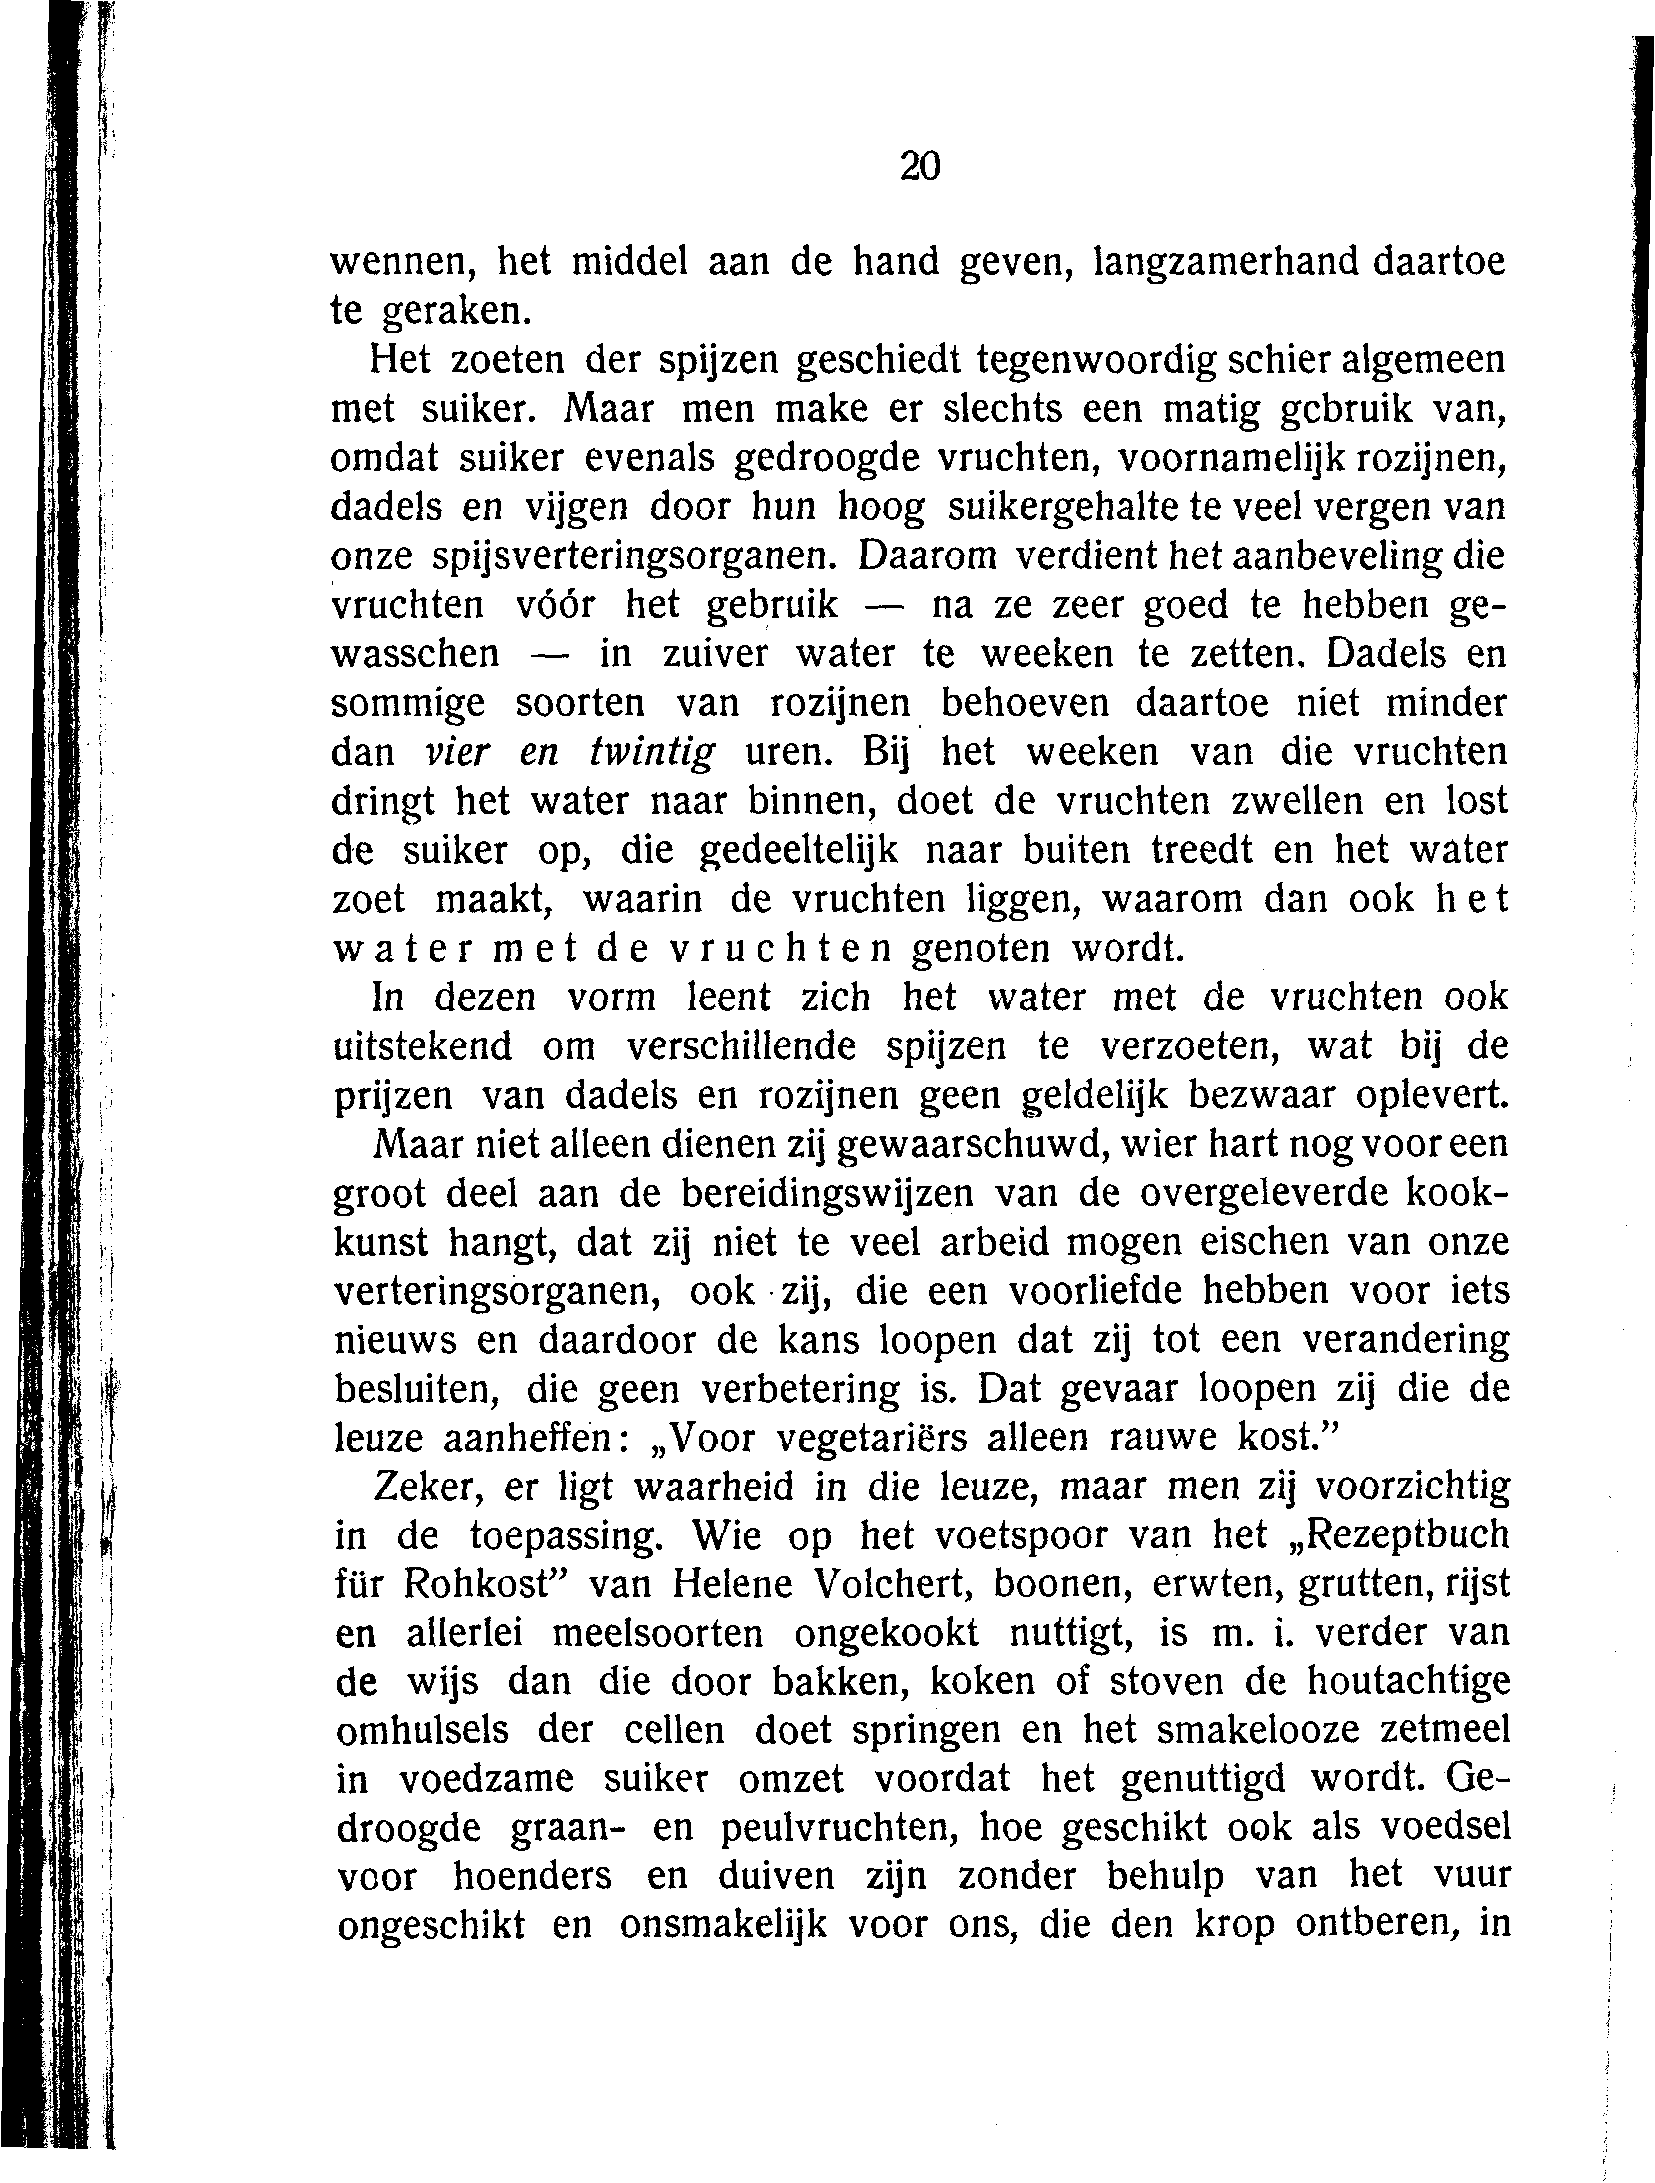 20
wennen, het middel aan de hand geven, langzamerhand daartoe
te geraken.
Het zoeten der spijzen geschiedt tegenwoordig schier algemeen
met suiker. Maar men make er slechts een matig gebruik van,
omdat suiker evenals gedroogde vruchten, voornamelijk rozijnen,
dadels en vijgen door hun hoog suikergehalte te veel vergen van
onze spijsverteringsorganen. Daarom verdient het aanbeveling die
vruchten vóór het gebruik — na ze zeer goed te hebben ge-
wasschen — in zuiver water te weeken te zetten. Dadels en
sommige soorten van rozijnen behoeven daartoe niet minder
dan vier en twintig uren. Bij het weeken van die vruchten
dringt het water naar binnen, doet de vruchten zwellen en lost
de suiker op, die gedeeltelijk naar buiten treedt en het water
zoet maakt, waarin de vruchten liggen, waarom dan ook het
water met de vruchten genoten wordt.
In dezen vorm leent zich het water met de vruchten ook
uitstekend om verschillende spijzen te verzoeten, wat bij de
prijzen van dadels en rozijnen geen geldelijk bezwaar oplevert.
Maar niet alleen dienen zij gewaarschuwd, wier hart nog voor een
groot deel aan de bereidingswijzen van de overgeleverde kook-
kunst hangt, dat zij niet te veel arbeid mogen eischen van onze
verteringsorganen, ook zij, die een voorliefde hebben voor iets
nieuws en daardoor de kans loopen dat zij tot een verandering
besluiten, die geen verbetering is. Dat gevaar loopen zij die de
leuze aanheffen: „Voor vegetariërs alleen rauwe kost.”
Zeker, er ligt waarheid in die leuze, maar men zij voorzichtig
in de toepassing. Wie op het voetspoor van het „Rezeptbuch
für Rohkost” van Helene Volchert, boonen, erwten, grutten, rijst
en allerlei meelsoorten ongekookt nuttigt, is m. i. verder van
de wijs dan die door bakken, koken of stoven de houtachtige
omhulsels der cellen doet springen en het smakelooze zetmeel
in voedzame suiker omzet voordat het genuttigd wordt. Ge-
droogde graan- en peulvruchten, hoe geschikt ook als voedsel
voor hoenders en duiven zijn zonder behulp van het vuur
ongeschikt en onsmakelijk voor ons, die den krop ontberen, in